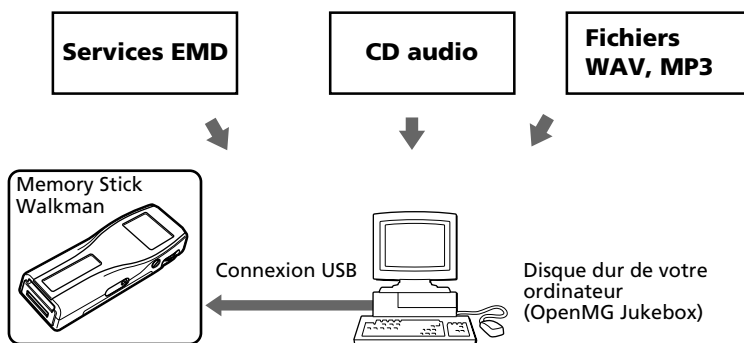 Services EMD
CD audio
Fichiers
WAV, MP3
Memory Stick
Walkman
Connexion USB
Disque dur de votre
ordinateur
(OpenMG Jukebox)